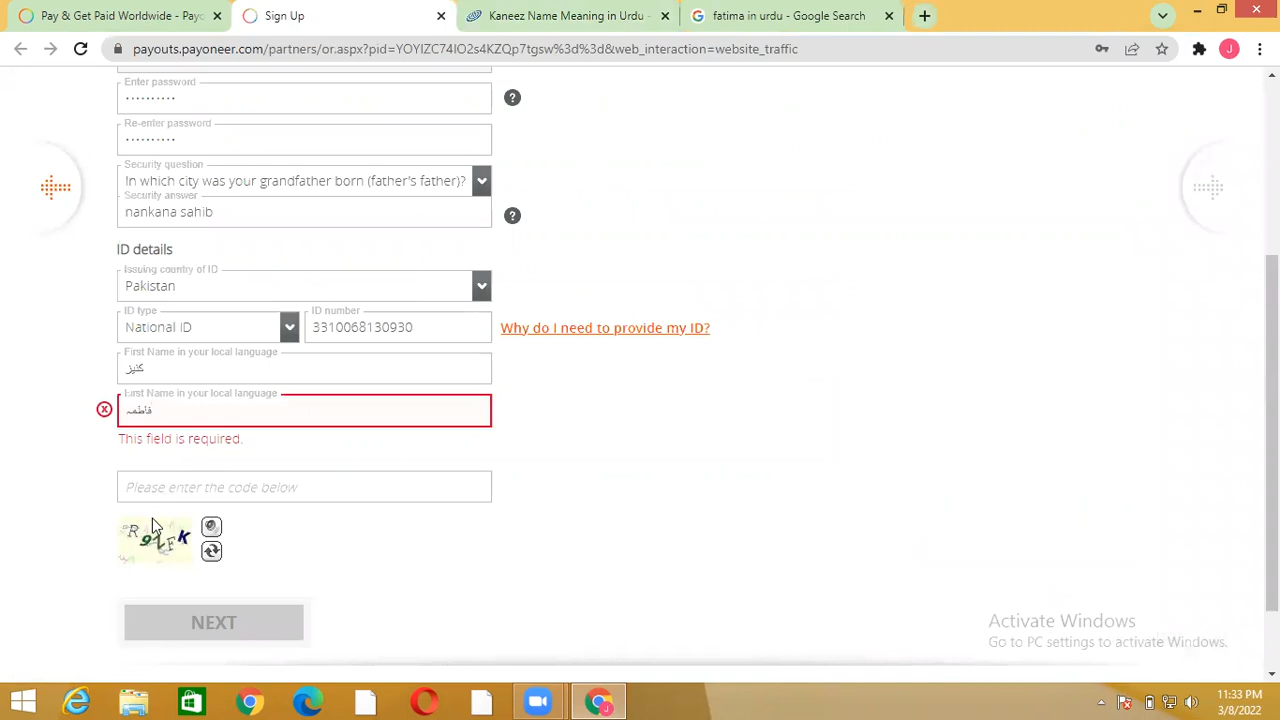 Pay & Get Paid Worldwide - Payo
Sign Up
Kaneez Name Meaning in Urdu -
fatima in urdu - Google Search
payouts.payoneer.com/partners/or.aspx?pid=YOYIZC74IO2s4KZQp7tgsw%3d%3d&web_interaction=website_traffic
J
Enter password
Re-enter password
Security question
In which city was your grandfather born (father's father)?
Security answer
nankana sahib
ID details
Issuing country of ID
Pakistan
ID type
National ID
ID number
3310068130930
Why do I need to provide my ID?
First Name in your local language
کنیز
Last Name in your local language
فاطمہ
This field is required.
Please enter the code below
NEXT
Activate Windows
Go to PC settings to activate Windows.
11:33 PM
3/8/2022